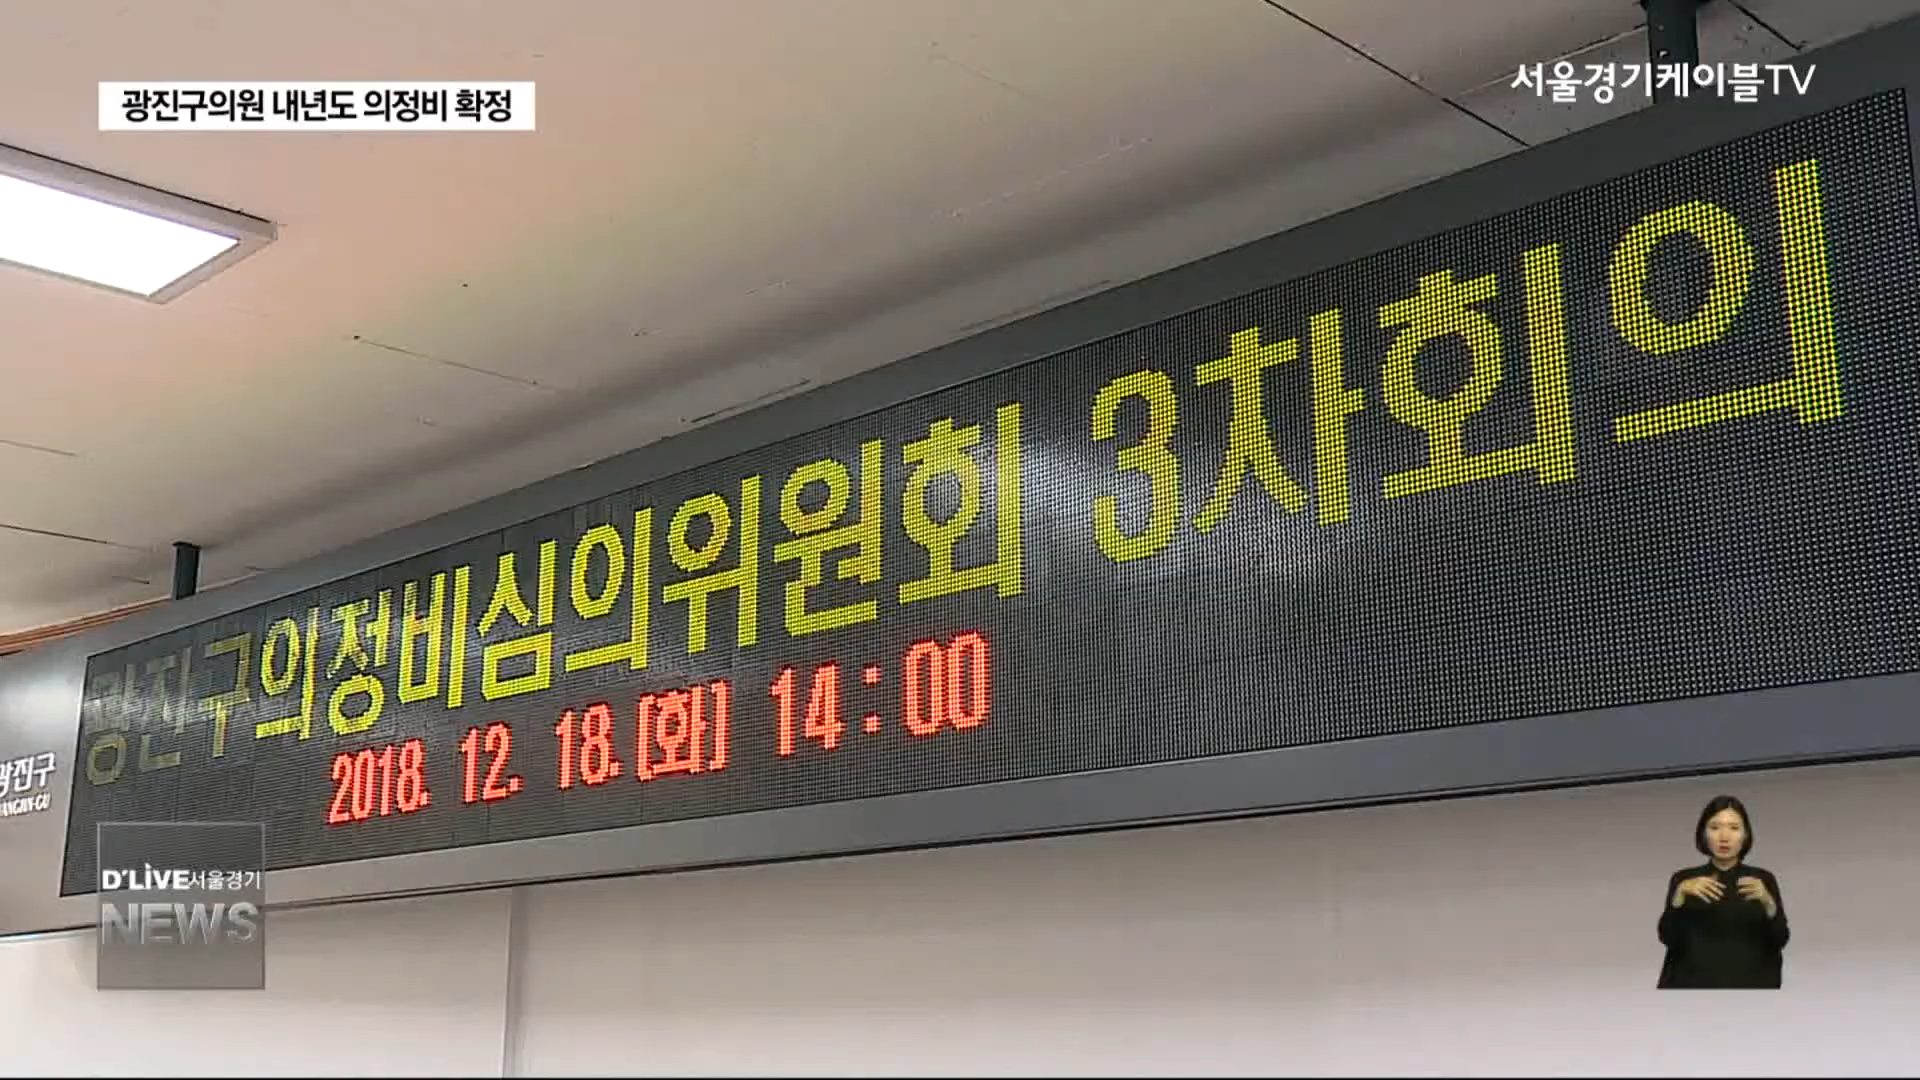 광진구의원 내년도 의정비 확정
서울경기케이블TV
광진구의정비심의위원회 3차회의
2018. 12. 18.[화] 14:00
광진구
D'LIVE서울경기
NEWS